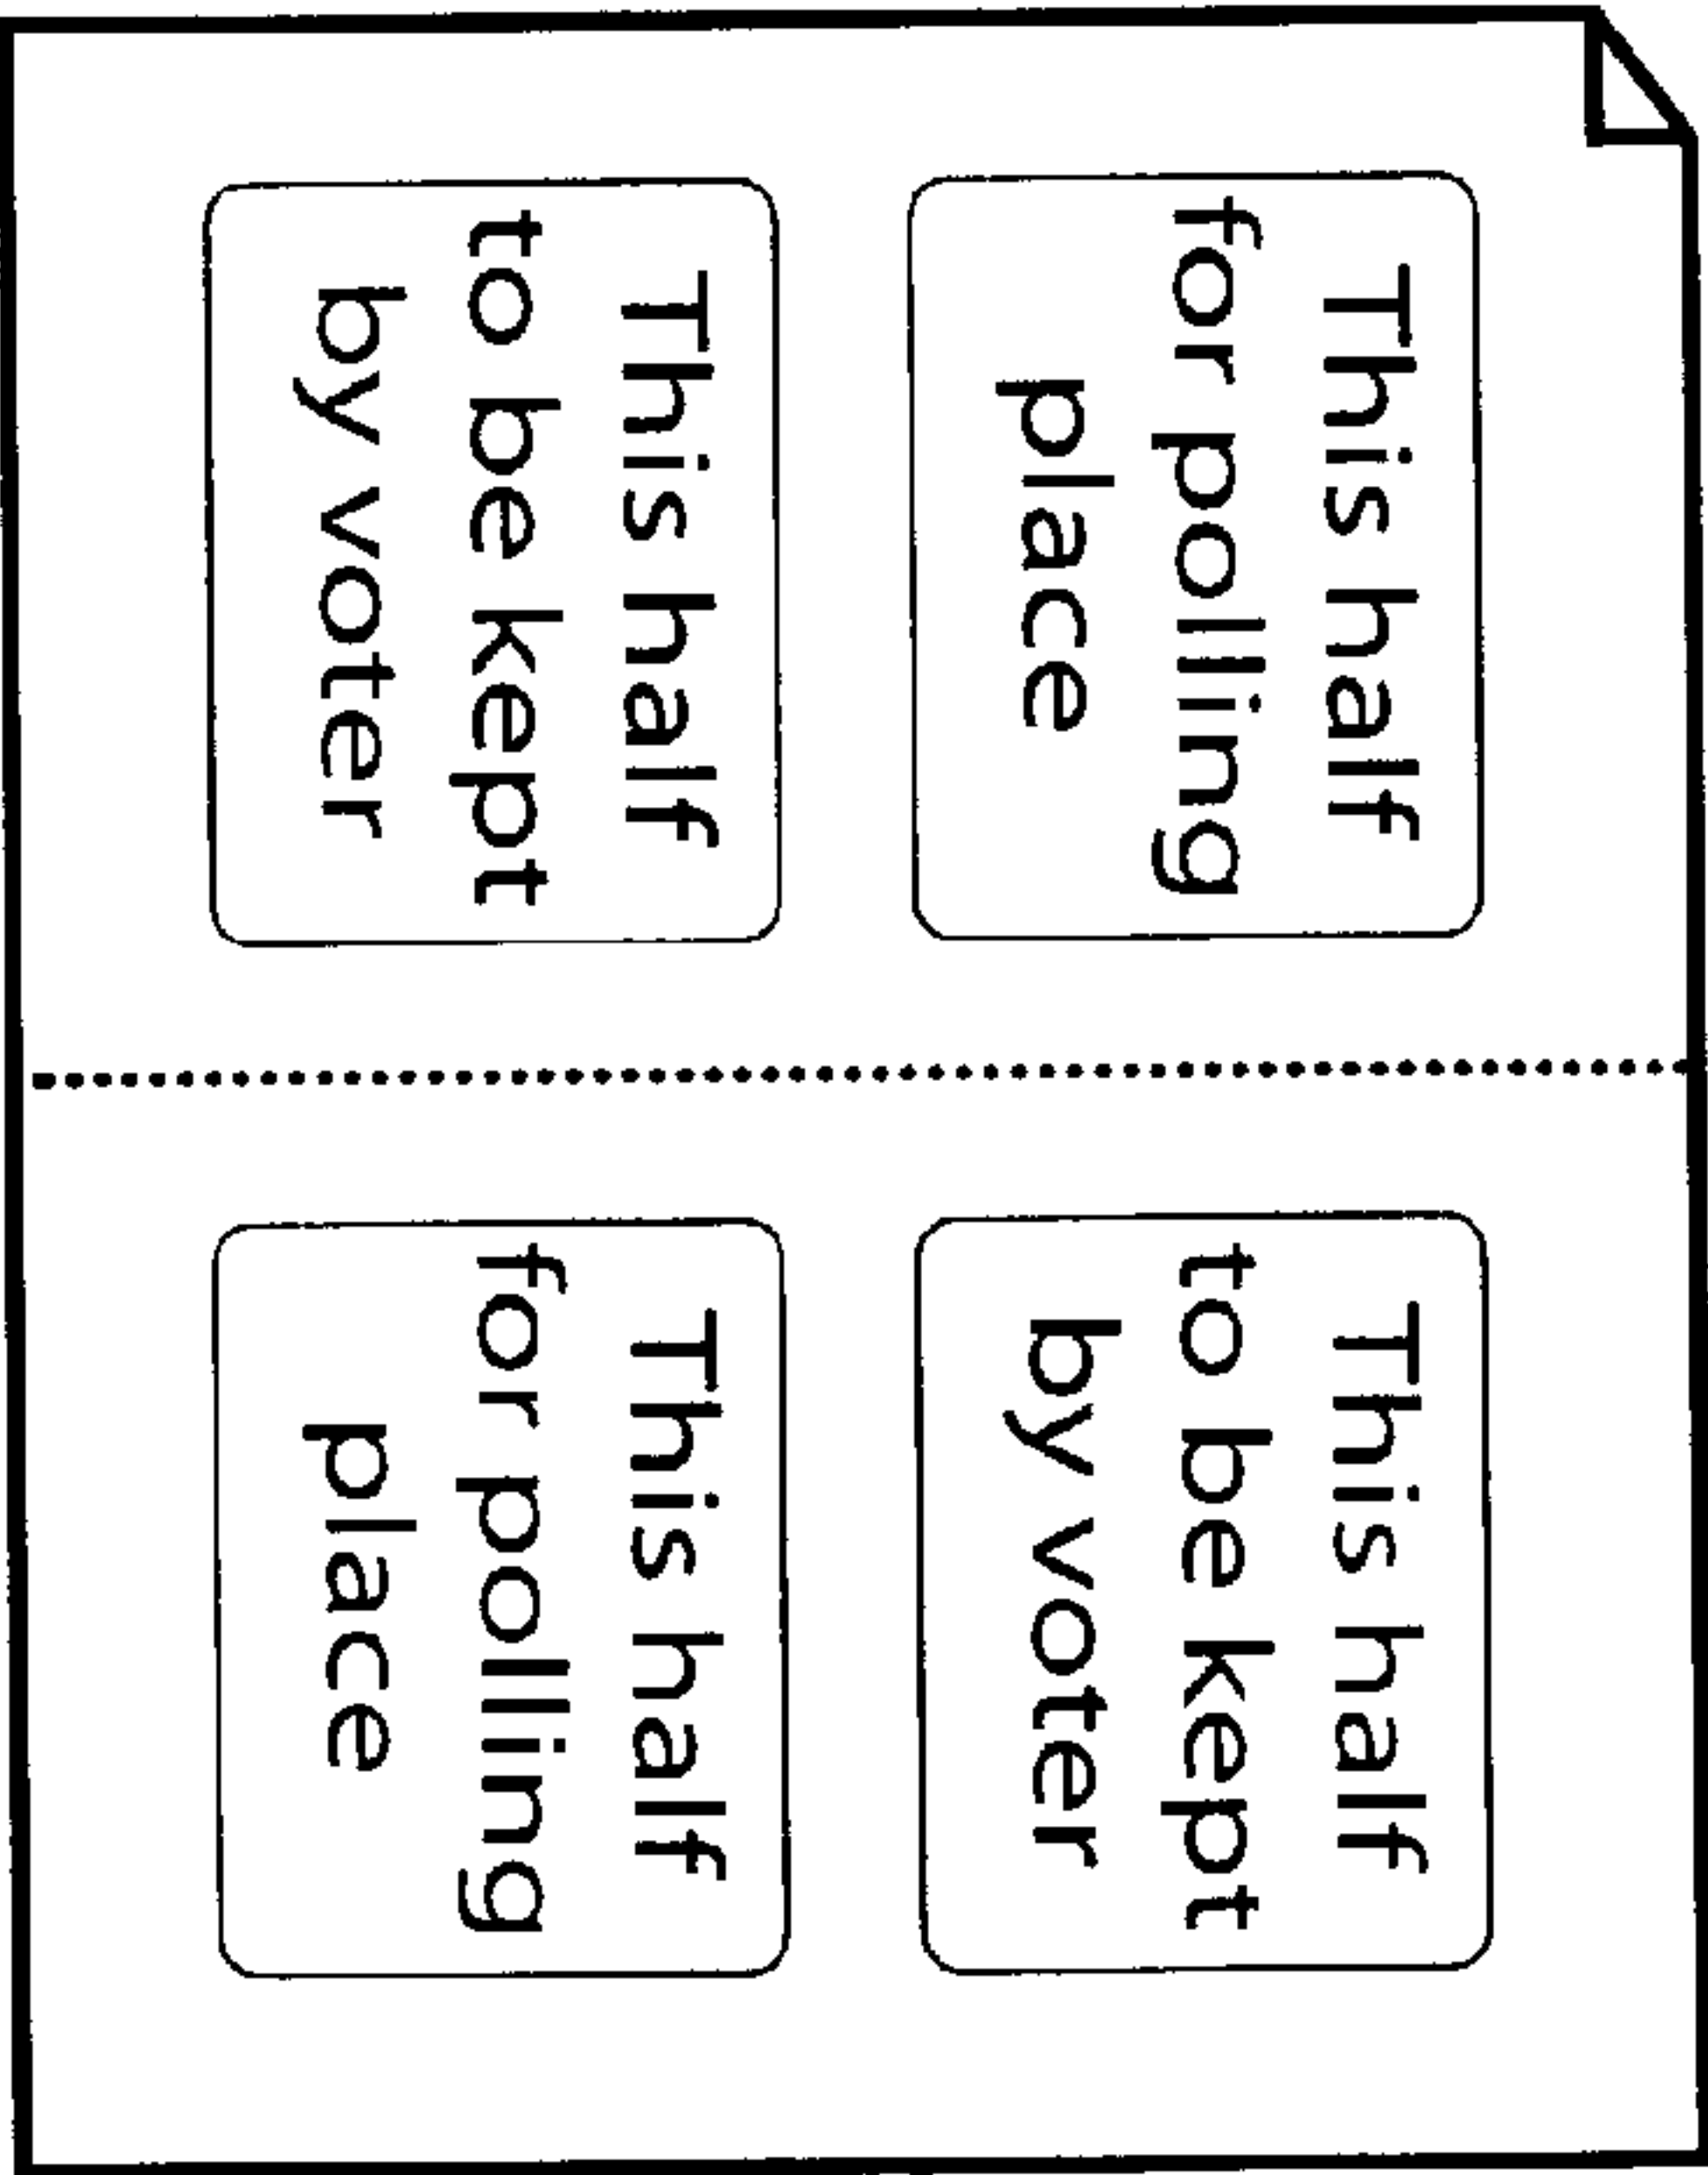 This half
for polling
place
This half
to be kept
by voter
This half
to be kept
by voter
This half
for polling
place